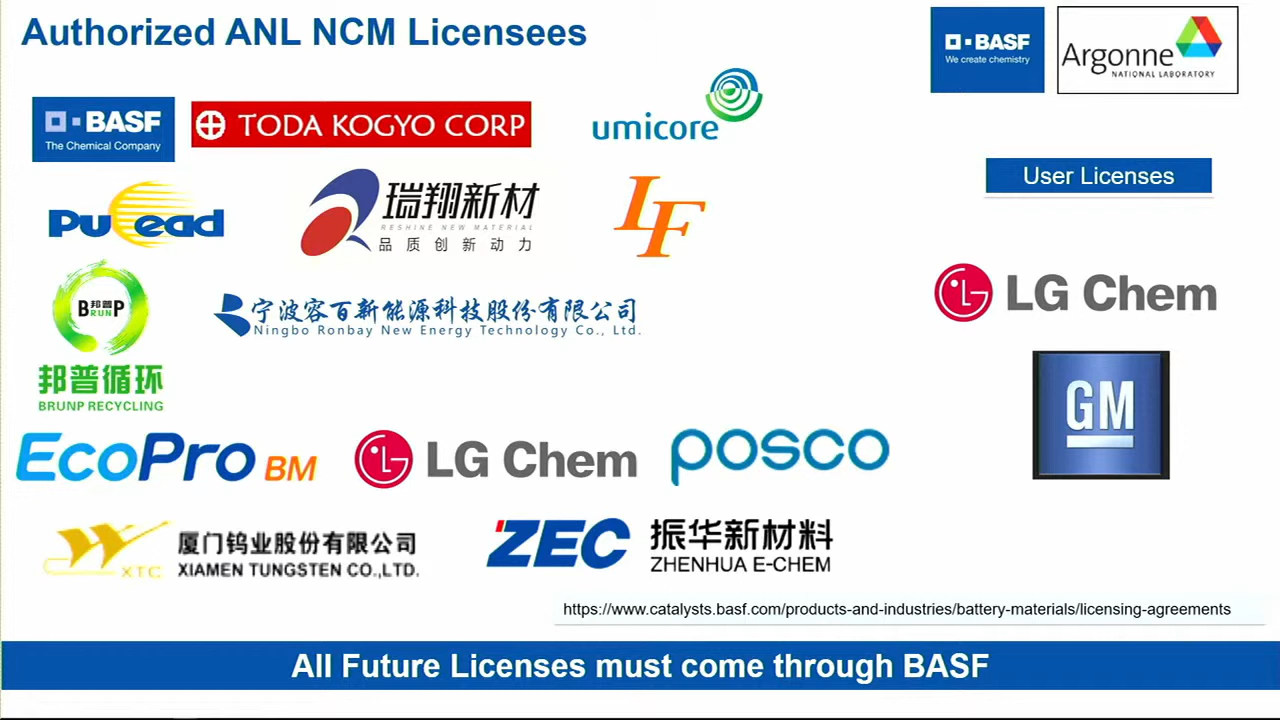 Authorized ANL NCM Licensees
BASF
We create chemistry
Argonne
NATIONAL LABORATORY
BASF
The Chemical Company
TODA KOGYO CORP
umicore
User Licenses
Pulead
瑞翔新材
RESHINE NEW MATERIAL
品质创新动力
LF
LG Chem
BRUNP
邦普
宁波容百新能源科技股份有限公司
Ningbo Ronbay New Energy Technology Co., Ltd.
邦普循环
BRUNP RECYCLING
GM
EcoPro BM
LG Chem
posco
XTC
厦门钨业股份有限公司
XIAMEN TUNGSTEN CO.,LTD.
ZEC
振华新材料
ZHENHUA E-CHEM
https://www.catalysts.basf.com/products-and-industries/battery-materials/licensing-agreements
All Future Licenses must come through BASF